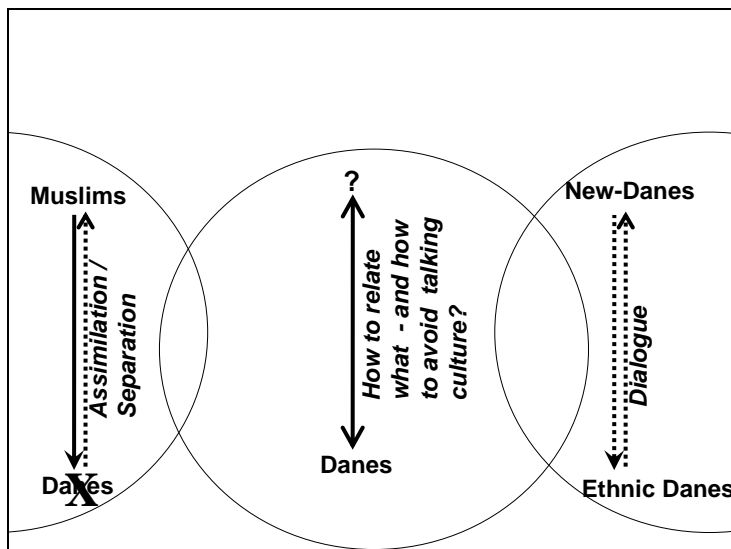 Muslims
Assimilation /
Separation
Danes
X
?
How to relate
what - and how
to avoid talking
culture?
Danes
New-Danes
Dialogue
Ethnic Danes